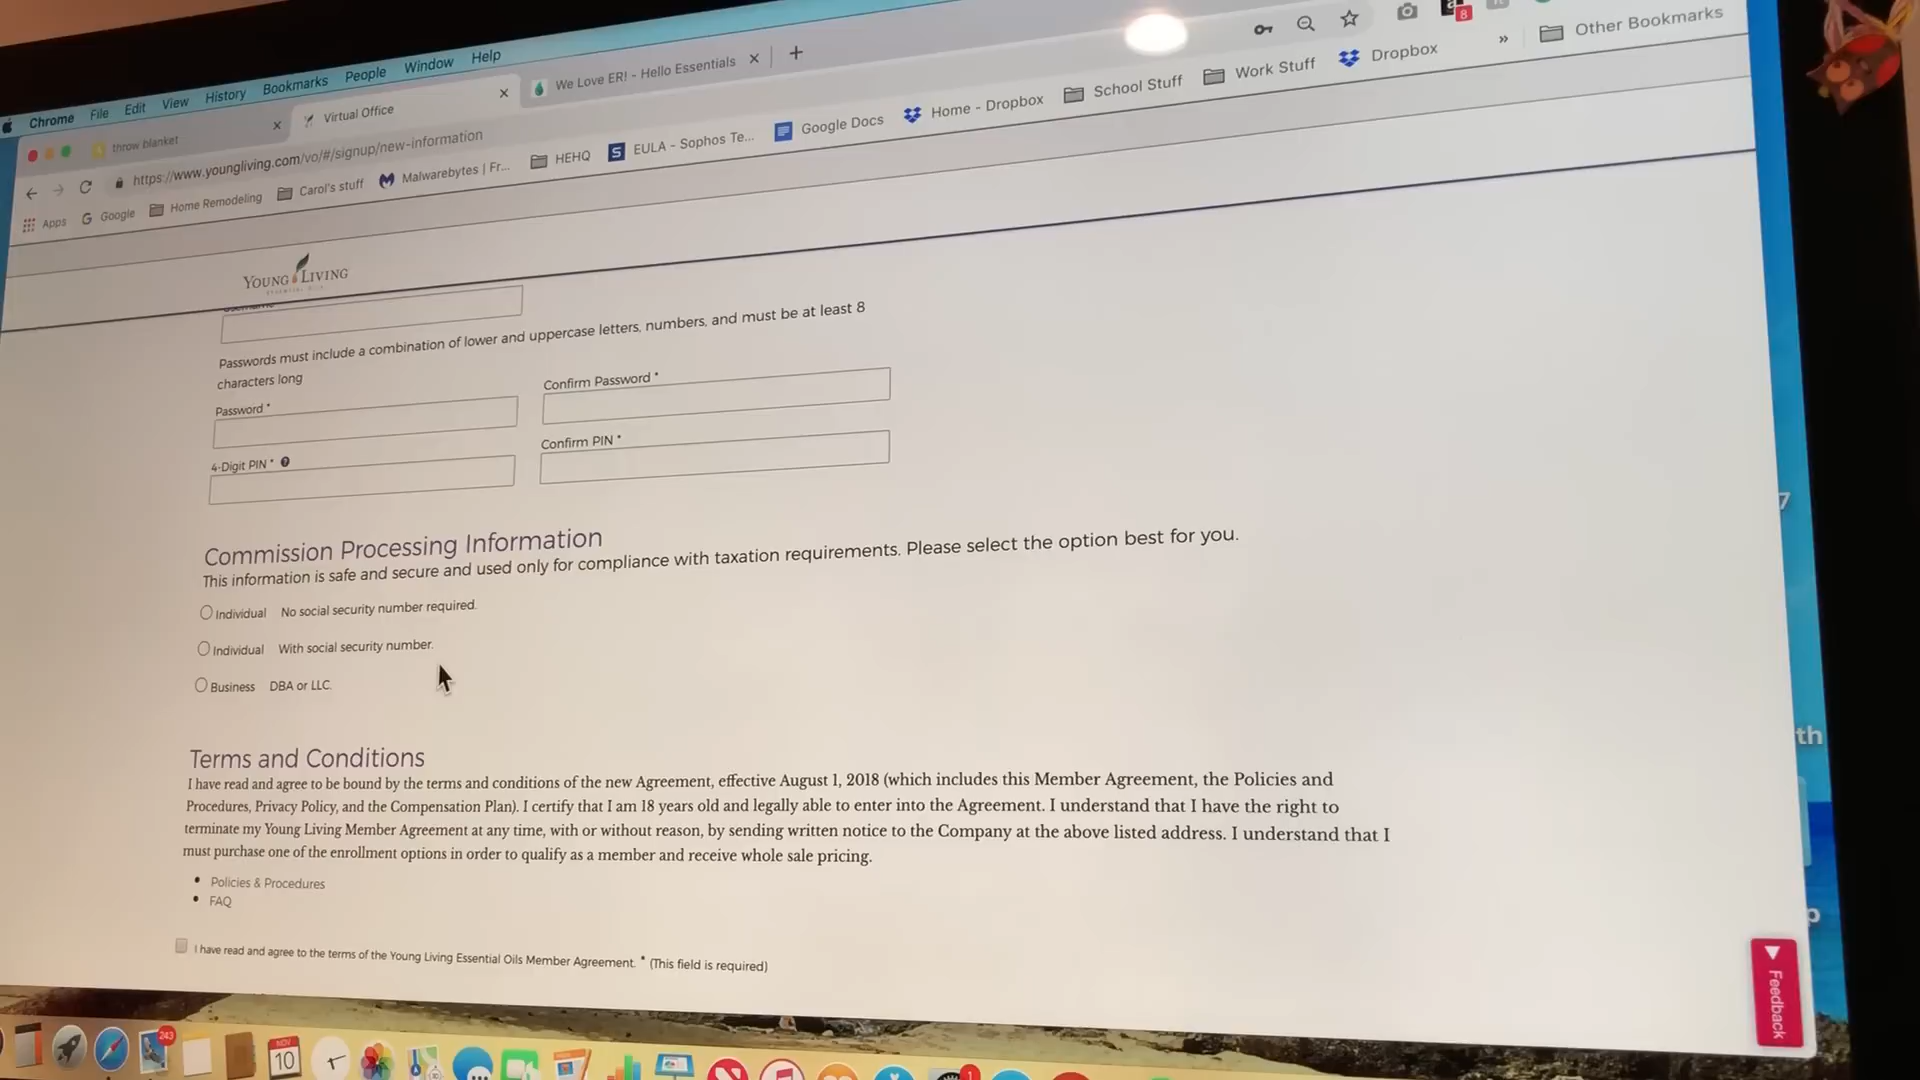 Chrome File Edit View History Bookmarks People Window Help
throw blanket
Virtual Office
We Love ER! - Hello Essentials
https://www.youngliving.com/vo/#/signup/new-information
8
Apps Google Home Remodeling Carol's stuff Malwarebytes | Fr... HEHQ EULA - Sophos Te... Google Docs Home - Dropbox School Stuff Work Stuff Dropbox » Other Bookmarks
YOUNG LIVING
Passwords must include a combination of lower and uppercase letters, numbers, and must be at least 8
characters long
Password *
Confirm Password *
4-Digit PIN *
Confirm PIN *
Commission Processing Information
This information is safe and secure and used only for compliance with taxation requirements. Please select the option best for you.
Individual No social security number required.
Individual With social security number.
Business DBA or LLC.
Terms and Conditions
I have read and agree to be bound by the terms and conditions of the new Agreement, effective August 1, 2018 (which includes this Member Agreement, the Policies and
Procedures, Privacy Policy, and the Compensation Plan). I certify that I am 18 years old and legally able to enter into the Agreement. I understand that I have the right to
terminate my Young Living Member Agreement at any time, with or without reason, by sending written notice to the Company at the above listed address. I understand that I
must purchase one of the enrollment options in order to qualify as a member and receive whole sale pricing.
• Policies & Procedures
• FAQ
I have read and agree to the terms of the Young Living Essential Oils Member Agreement. * (This field is required)
Feedback
7
th
p
243
NOV
10
1